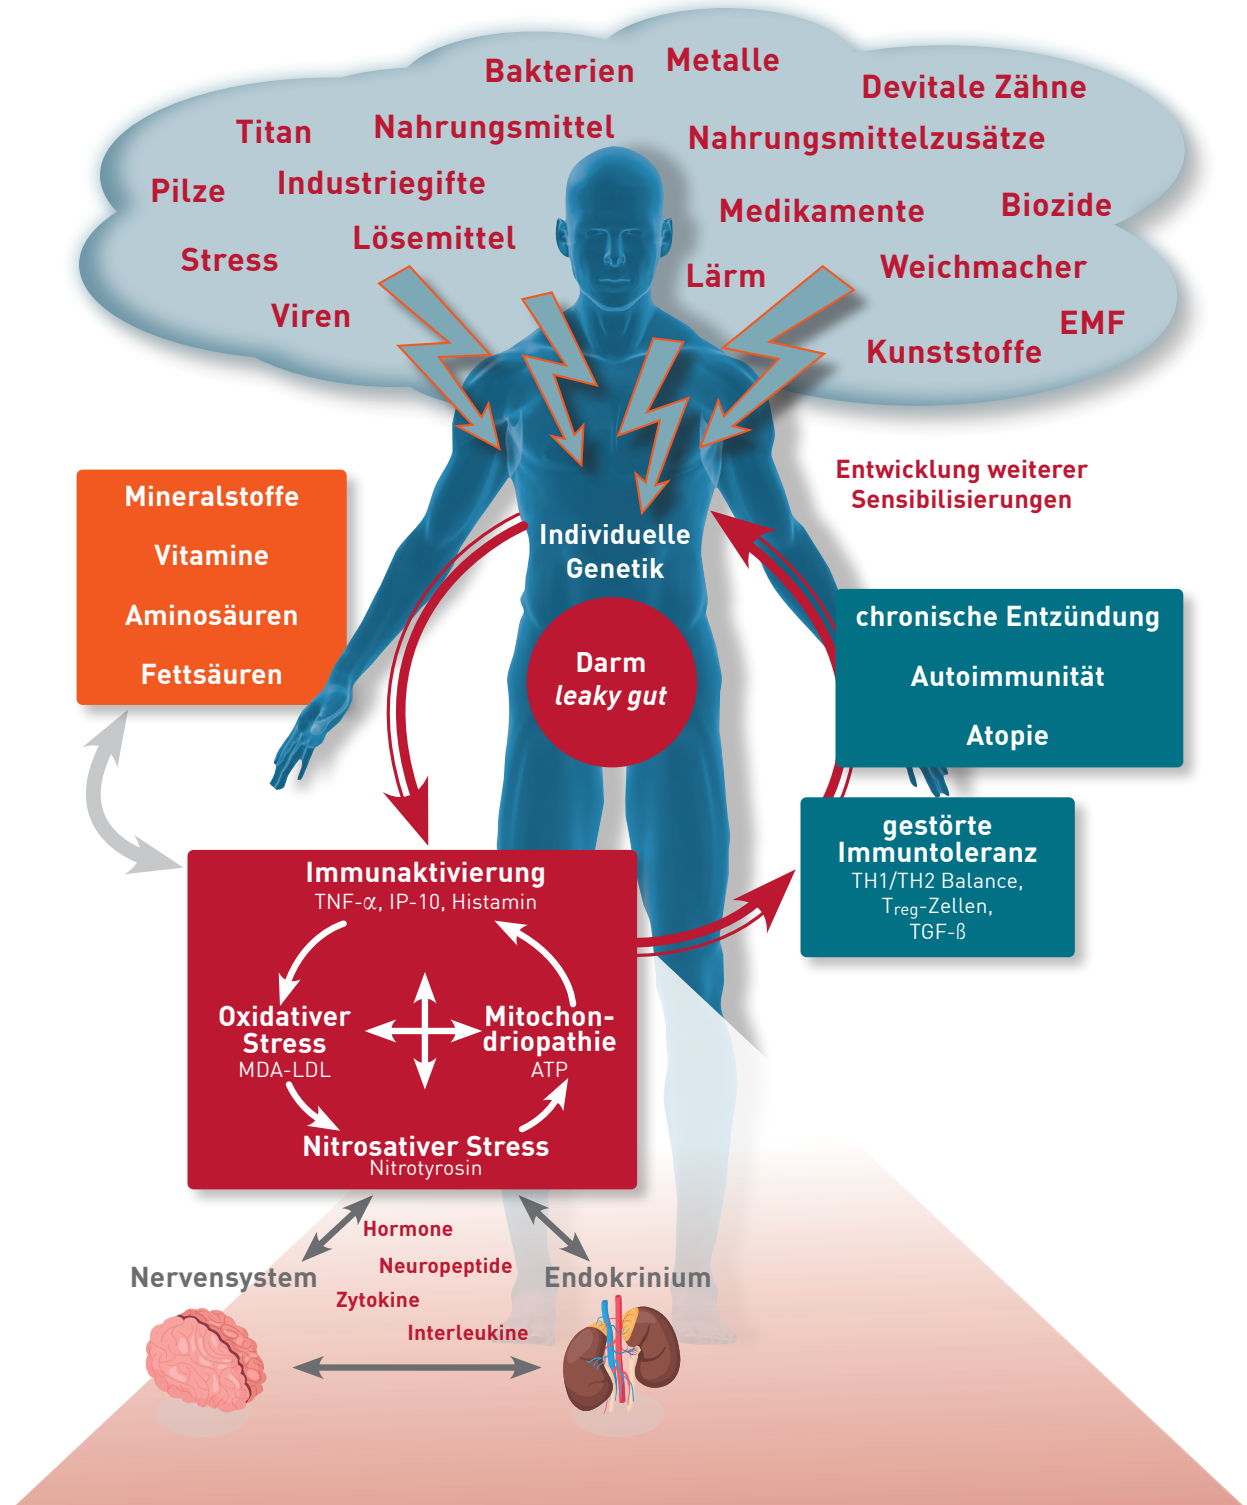 Bakterien
Metalle
Devitale Zähne
Titan
Nahrungsmittel
Nahrungsmittelzusätze
Pilze
Industriegifte
Medikamente
Biozide
Stress
Lösemittel
Lärm
Weichmacher
Viren
EMF
Kunststoffe
Entwicklung weiterer
Sensibilisierungen
Mineralstoffe
Vitamine
Aminosäuren
Fettsäuren
Individuelle
Genetik
Darm
leaky gut
chronische Entzündung
Autoimmunität
Atopie
gestörte
Immuntoleranz
TH1/TH2 Balance,
Treg-Zellen,
TGF-ß
Immunaktivierung
TNF-α, IP-10, Histamin
Oxidativer
Stress
MDA-LDL
Mitochon-
driopathie
ATP
Nitrosativer Stress
Nitrotyrosin
Hormone
Neuropeptide
Zytokine
Interleukine
Nervensystem
Endokrinium